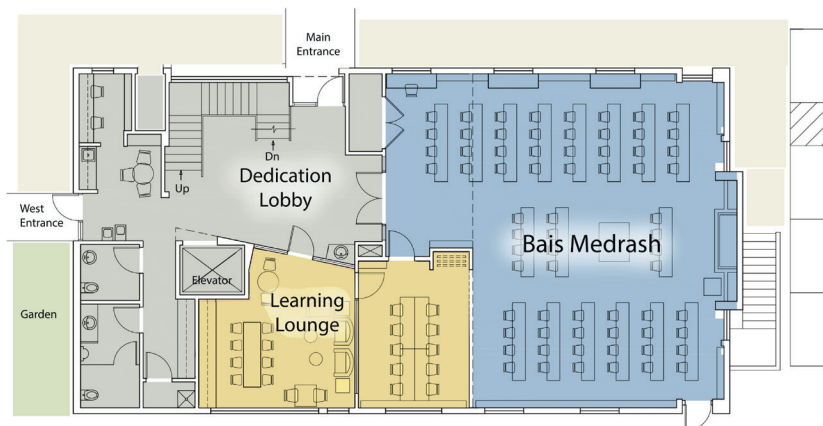 Main
Entrance
Dn
Up
Dedication
Lobby
West
Entrance
Bais Medrash
Elevator
Learning
Lounge
Garden